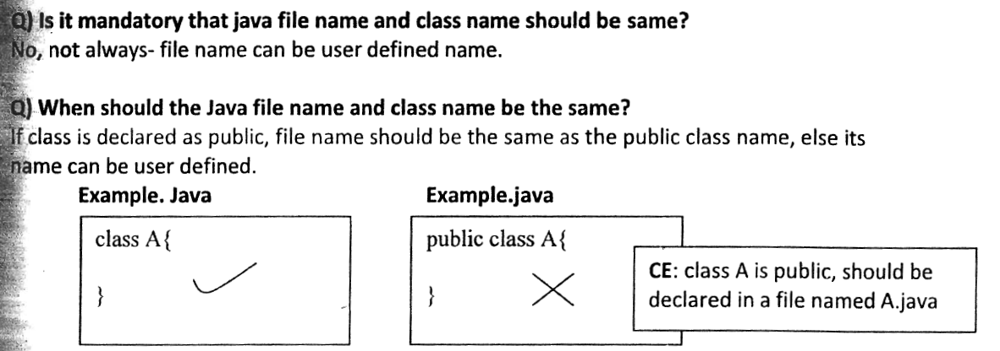 Q) Is it mandatory that java file name and class name should be same?
No, not always- file name can be user defined name.
Q) When should the Java file name and class name be the same?
If class is declared as public, file name should be the same as the public class name, else its
name can be user defined.
Example. Java
class A{
}
Example.java
public class A{
}
CE: class A is public, should be
declared in a file named A.java